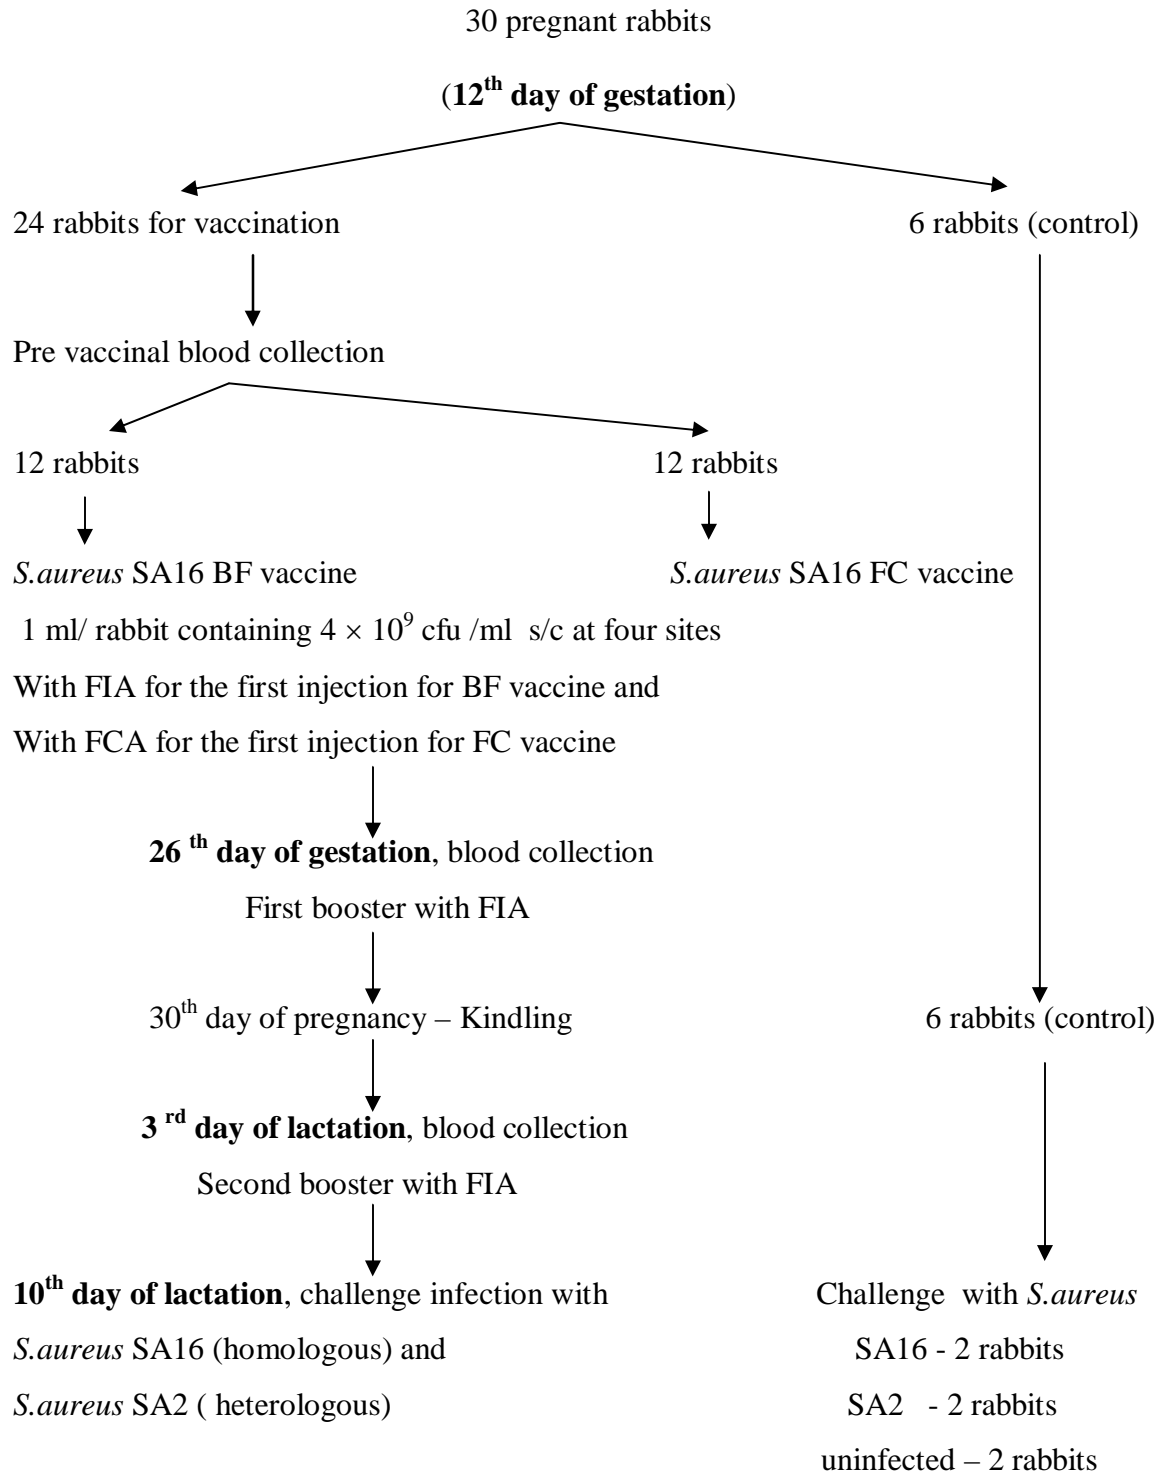 30 pregnant rabbits
(12th day of gestation)
24 rabbits for vaccination
6 rabbits (control)
Pre vaccinal blood collection
12 rabbits
12 rabbits
S.aureus SA16 BF vaccine
S.aureus SA16 FC vaccine
1 ml/ rabbit containing 4 × 10⁹ cfu /ml  s/c at four sites
With FIA for the first injection for BF vaccine and
With FCA for the first injection for FC vaccine
26 th day of gestation, blood collection
First booster with FIA
30th day of pregnancy – Kindling
6 rabbits (control)
3 rd day of lactation, blood collection
Second booster with FIA
10th day of lactation, challenge infection with
S.aureus SA16 (homologous) and
S.aureus SA2 ( heterologous)
Challenge  with S.aureus
SA16 - 2 rabbits
SA2   - 2 rabbits
uninfected – 2 rabbits